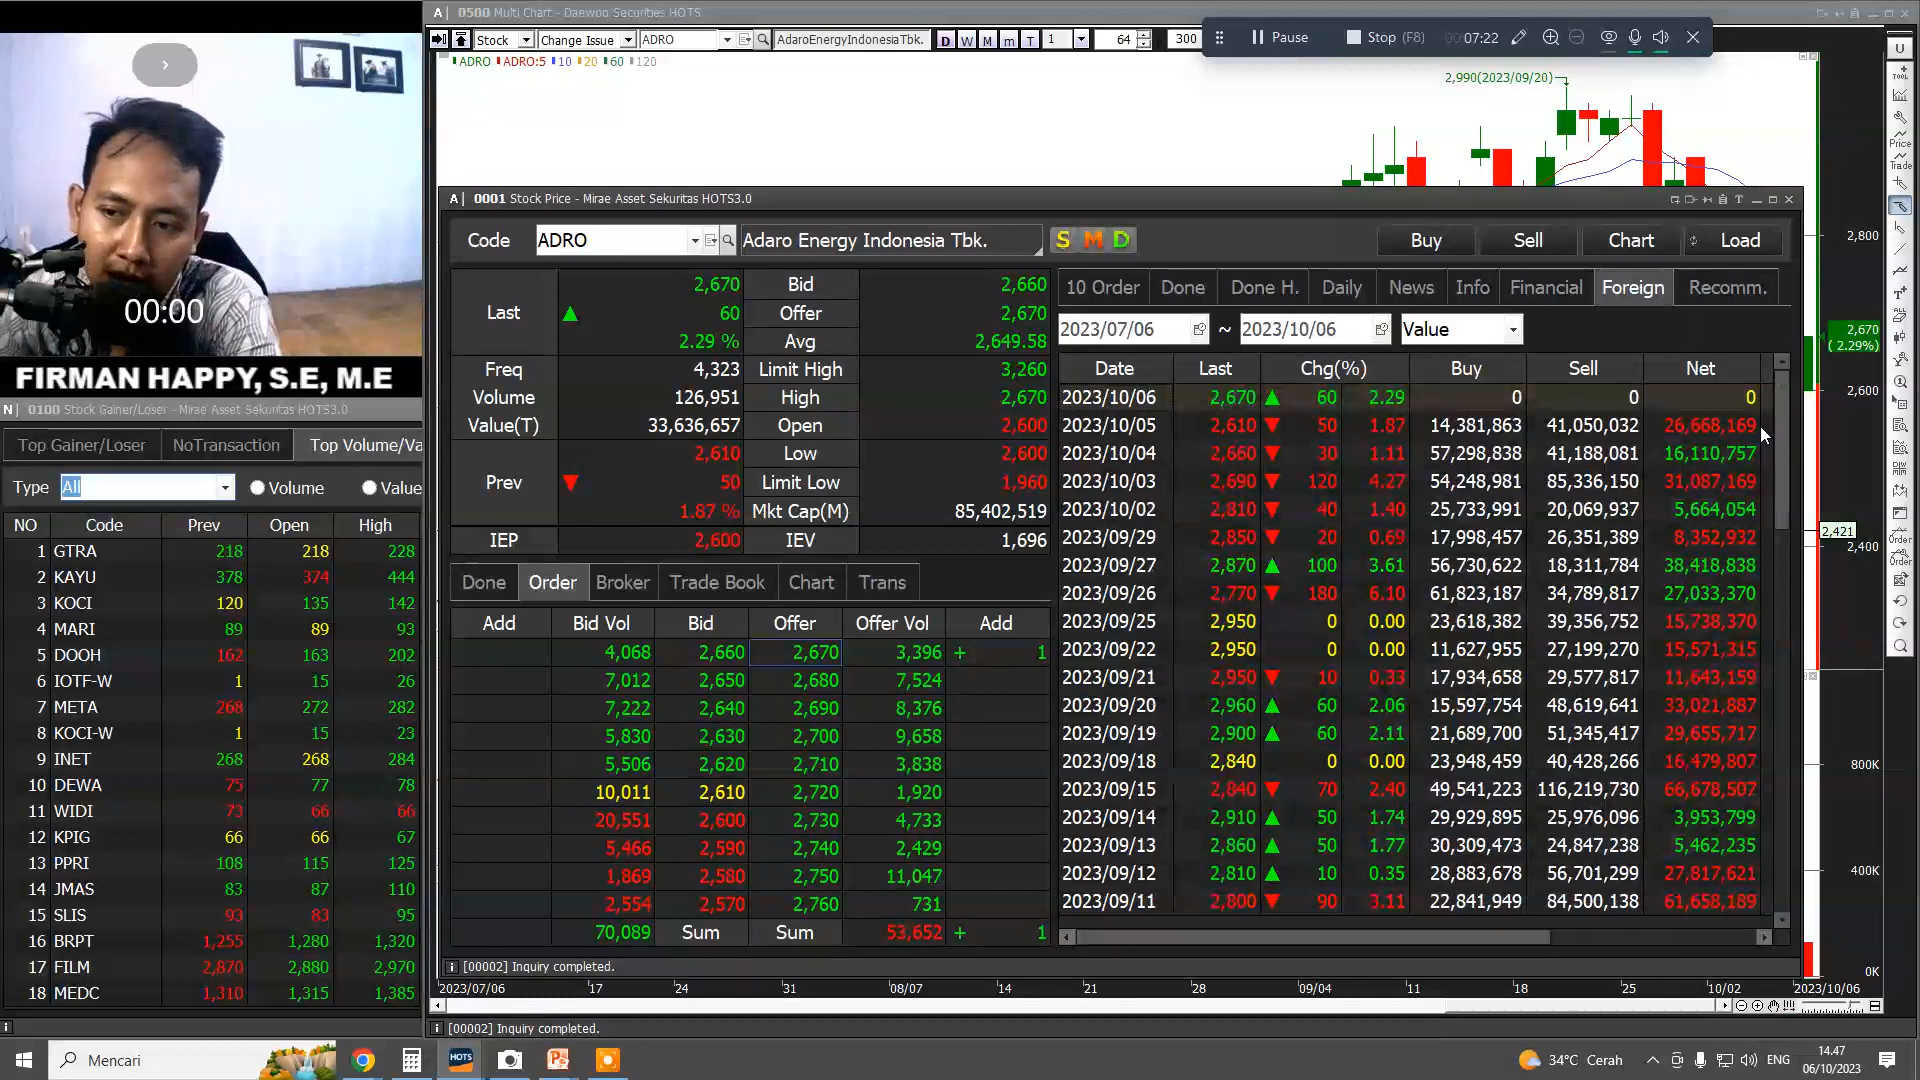 A 0500 Multi Chart - Daewoo Securities HOTS
Stock Change Issue ADRO AdaroEnergyIndonesiaTbk. D W M m T 1 64 300
Pause Stop (F8) 00:07:22
ADRO ADRO:5 10 20 60 120
2,990(2023/09/20)
00:00
FIRMAN HAPPY, S.E, M.E
A 0001 Stock Price - Mirae Asset Sekuritas HOTS3.0
Code ADRO Adaro Energy Indonesia Tbk. S M D Buy Sell Chart Load
Last 2,670 Bid 2,660
60 Offer 2,670
2.29 % Avg 2,649.58
Freq 4,323 Limit High 3,260
Volume 126,951 High 2,670
Value(T) 33,636,657 Open 2,600
Prev 2,610 Low 2,600
50 Limit Low 1,960
1.87 % Mkt Cap(M) 85,402,519
IEP 2,600 IEV 1,696
Done Order Broker Trade Book Chart Trans
Add Bid Vol Bid Offer Offer Vol Add
4,068 2,660 2,670 3,396 + 1
7,012 2,650 2,680 7,524
7,222 2,640 2,690 8,376
5,830 2,630 2,700 9,658
5,506 2,620 2,710 3,838
10,011 2,610 2,720 1,920
20,551 2,600 2,730 4,733
5,466 2,590 2,740 2,429
1,869 2,580 2,750 11,047
2,554 2,570 2,760 731
70,089 Sum Sum 53,652 + 1
10 Order Done Done H. Daily News Info Financial Foreign Recomm.
2023/07/06 ~ 2023/10/06 Value
Date Last Chg(%) Buy Sell Net
2023/10/06 2,670 60 2.29 0 0 0
2023/10/05 2,610 50 1.87 14,381,863 41,050,032 26,668,169
2023/10/04 2,660 30 1.11 57,298,838 41,188,081 16,110,757
2023/10/03 2,690 120 4.27 54,248,981 85,336,150 31,087,169
2023/10/02 2,810 40 1.40 25,733,991 20,069,937 5,664,054
2023/09/29 2,850 20 0.69 17,998,457 26,351,389 8,352,932
2023/09/27 2,870 100 3.61 56,730,622 18,311,784 38,418,838
2023/09/26 2,770 180 6.10 61,823,187 34,789,817 27,033,370
2023/09/25 2,950 0 0.00 23,618,382 39,356,752 15,738,370
2023/09/22 2,950 0 0.00 11,627,955 27,199,270 15,571,315
2023/09/21 2,950 10 0.33 17,934,658 29,577,817 11,643,159
2023/09/20 2,960 60 2.06 15,597,754 48,619,641 33,021,887
2023/09/19 2,900 60 2.11 21,689,700 51,345,417 29,655,717
2023/09/18 2,840 0 0.00 23,948,459 40,428,266 16,479,807
2023/09/15 2,840 70 2.40 49,541,223 116,219,730 66,678,507
2023/09/14 2,910 50 1.74 29,929,895 25,976,096 3,953,799
2023/09/13 2,860 50 1.77 30,309,473 24,847,238 5,462,235
2023/09/12 2,810 10 0.35 28,883,678 56,701,299 27,817,621
2023/09/11 2,800 90 3.11 22,841,949 84,500,138 61,658,189
[00002] Inquiry completed.
2,800
2,670
( 2.29%)
2,600
2,421
2,400
800K
400K
0K
2023/07/06 17 24 31 08/07 14 21 28 09/04 11 18 25 10/02 2023/10/06
[00002] Inquiry completed.
U
TOOL
Price
Trade
ALL
DIW
Order
Order
N 0100 Stock Gainer/Loser - Mirae Asset Sekuritas HOTS3.0
Top Gainer/Loser NoTransaction Top Volume/Va
Type All Volume Value
NO Code Prev Open High
1 GTRA 218 218 228
2 KAYU 378 374 444
3 KOCI 120 135 142
4 MARI 89 89 93
5 DOOH 162 163 202
6 IOTF-W 1 15 26
7 META 268 272 282
8 KOCI-W 1 15 23
9 INET 268 268 284
10 DEWA 75 77 78
11 WIDI 73 66 66
12 KPIG 66 66 67
13 PPRI 108 115 125
14 JMAS 83 87 110
15 SLIS 93 83 95
16 BRPT 1,255 1,280 1,320
17 FILM 2,870 2,880 2,970
18 MEDC 1,310 1,315 1,385
Mencari
HOTS
34°C Cerah
ENG
14.47
06/10/2023